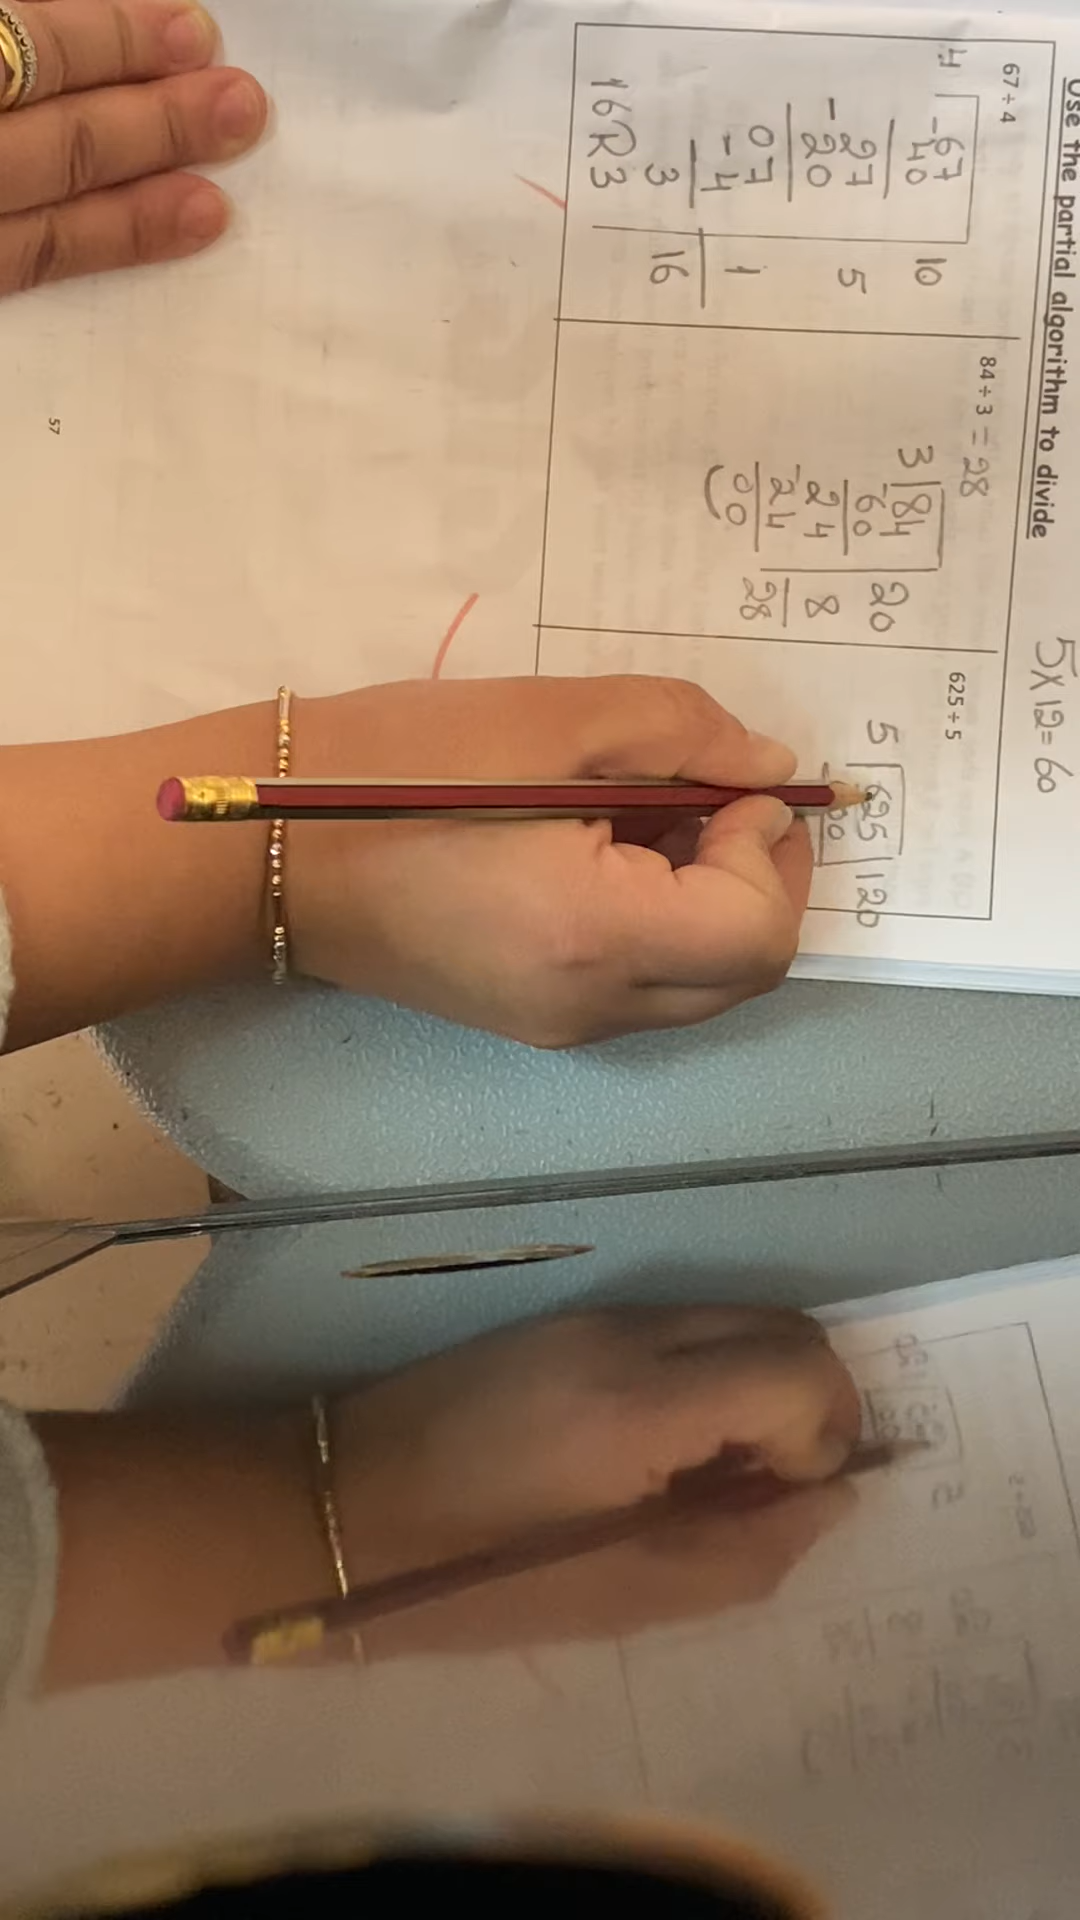 Use the partial algorithm to divide
5X12=60
67÷4
4 67 10
-40
27 5
-20
07 1
-4
3 16
16R3
84÷3 =28
3 84 20
-60
24 8
-24
00 28
625÷5
5 625 120
57